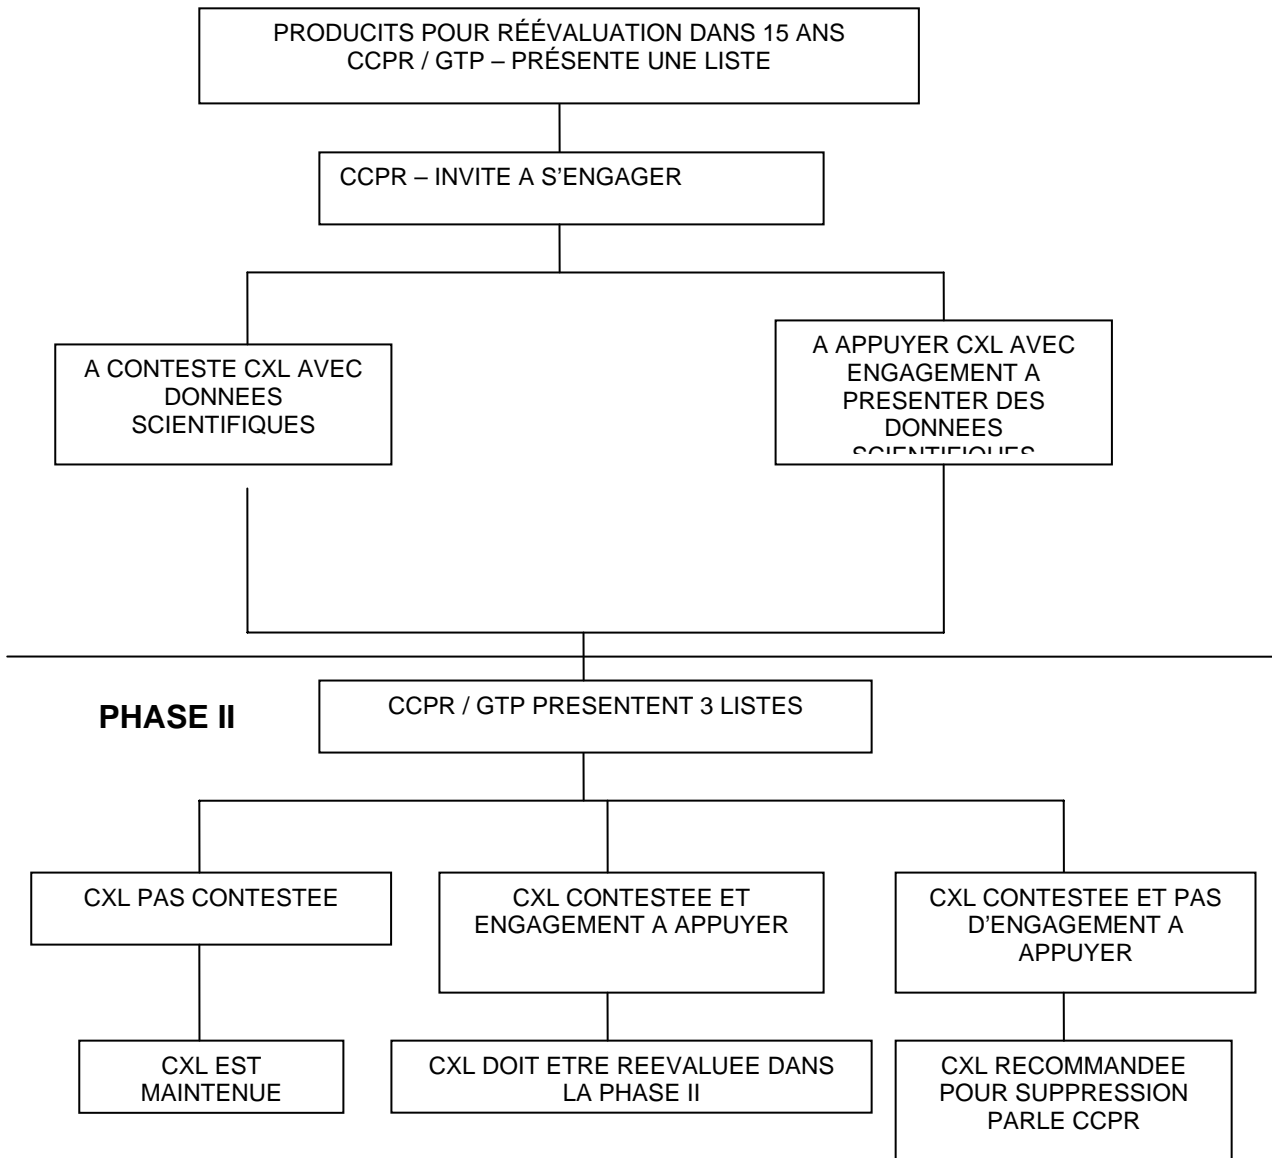 PRODUCITS POUR RÉÉVALUATION DANS 15 ANS
CCPR / GTP – PRÉSENTE UNE LISTE
CCPR – INVITE A S'ENGAGER
A CONTESTE CXL AVEC
DONNEES
SCIENTIFIQUES
A APPUYER CXL AVEC
ENGAGEMENT A
PRESENTER DES
DONNEES
SCIENTIFIQUES
PHASE II
CCPR / GTP PRESENTENT 3 LISTES
CXL PAS CONTESTEE
CXL CONTESTEE ET
ENGAGEMENT A APPUYER
CXL CONTESTEE ET PAS
D'ENGAGEMENT A
APPUYER
CXL EST
MAINTENUE
CXL DOIT ETRE REEVALUEE DANS
LA PHASE II
CXL RECOMMANDEE
POUR SUPPRESSION
PARLE CCPR